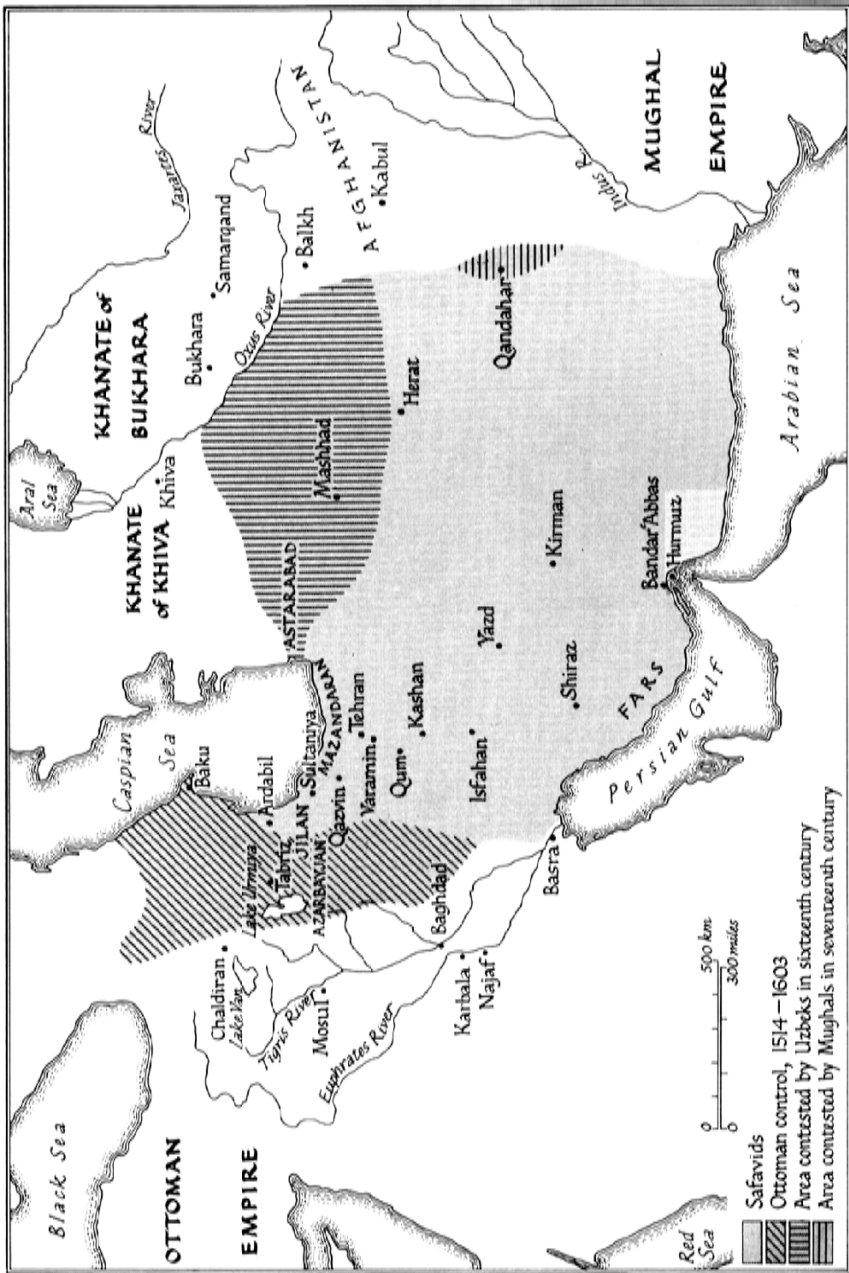 Black Sea
OTTOMAN
EMPIRE
Red
Sea
Caspian
Sea
Aral
Sea
KHANATE
of KHIVA
Khiva
KHANATE of
BUKHARA
Bukhara
Samarqand
Jaxartes
River
Oxus River
Balkh
AFGHANISTAN
Kabul
MUGHAL
EMPIRE
Indus R.
Arabian Sea
Qandahar
Herat
Mashhad
ASTARABAD
MAZANDARAN
Baku
Ardabil
Sultaniya
JILAN
Tabriz
Lake Urmiya
AZARBAYJAN
Qazvin
Tehran
Varamin
Qum
Kashan
Isfahan
Yazd
Kirman
Shiraz
FARS
Bandar 'Abbas
Hurmuz
Persian Gulf
Basra
Baghdad
Karbala
Najaf
Euphrates River
Tigris River
Mosul
Lake Van
Chaldiran
0 500 km
0 300 miles
Safavids
Ottoman control, 1514–1603
Area contested by Uzbeks in sixteenth century
Area contested by Mughals in seventeenth century